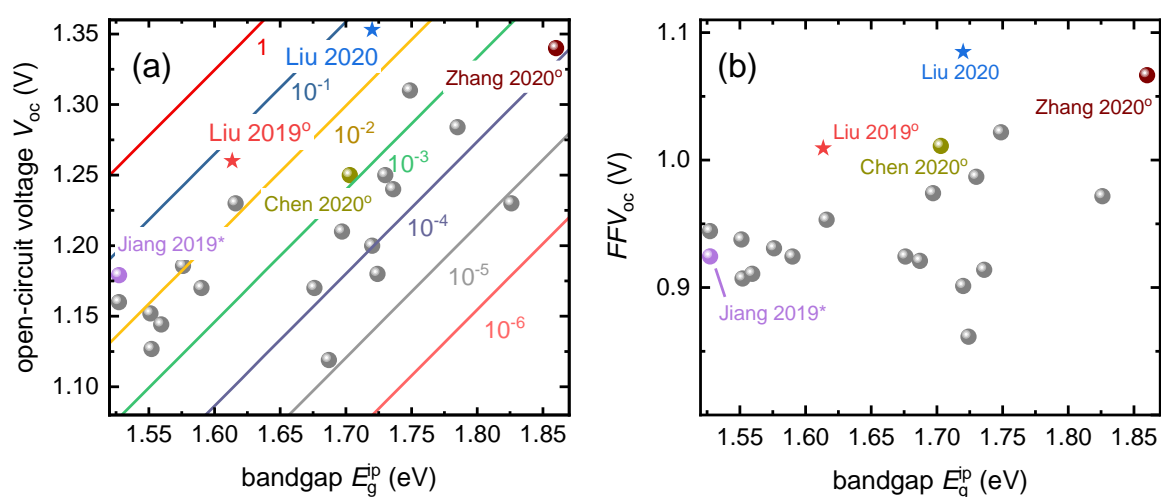 (a)
1
Liu 2020
Zhang 2020º
10⁻¹
Liu 2019º
10⁻²
10⁻³
Chen 2020º
Jiang 2019*
10⁻⁴
10⁻⁵
10⁻⁶
1.35
1.30
1.25
1.20
1.15
1.10
open-circuit voltage Voc (V)
1.55 1.60 1.65 1.70 1.75 1.80 1.85
bandgap E_g^ip (eV)
(b)
Liu 2020
Zhang 2020º
Liu 2019º
Chen 2020º
Jiang 2019*
1.1
1.0
0.9
FFVoc (V)
1.55 1.60 1.65 1.70 1.75 1.80 1.85
bandgap E_g^ip (eV)